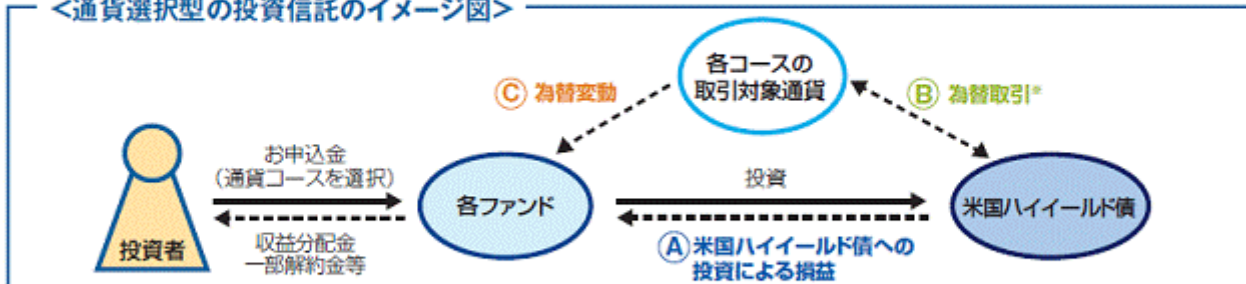 <通貨選択型の投資信託のイメージ図>
各コースの
取引対象通貨
Ⓒ 為替変動
Ⓑ 為替取引*
お申込金
(通貨コースを選択)
投資
各ファンド
米国ハイイールド債
投資者
収益分配金
一部解約金等
Ⓐ 米国ハイイールド債への
投資による損益